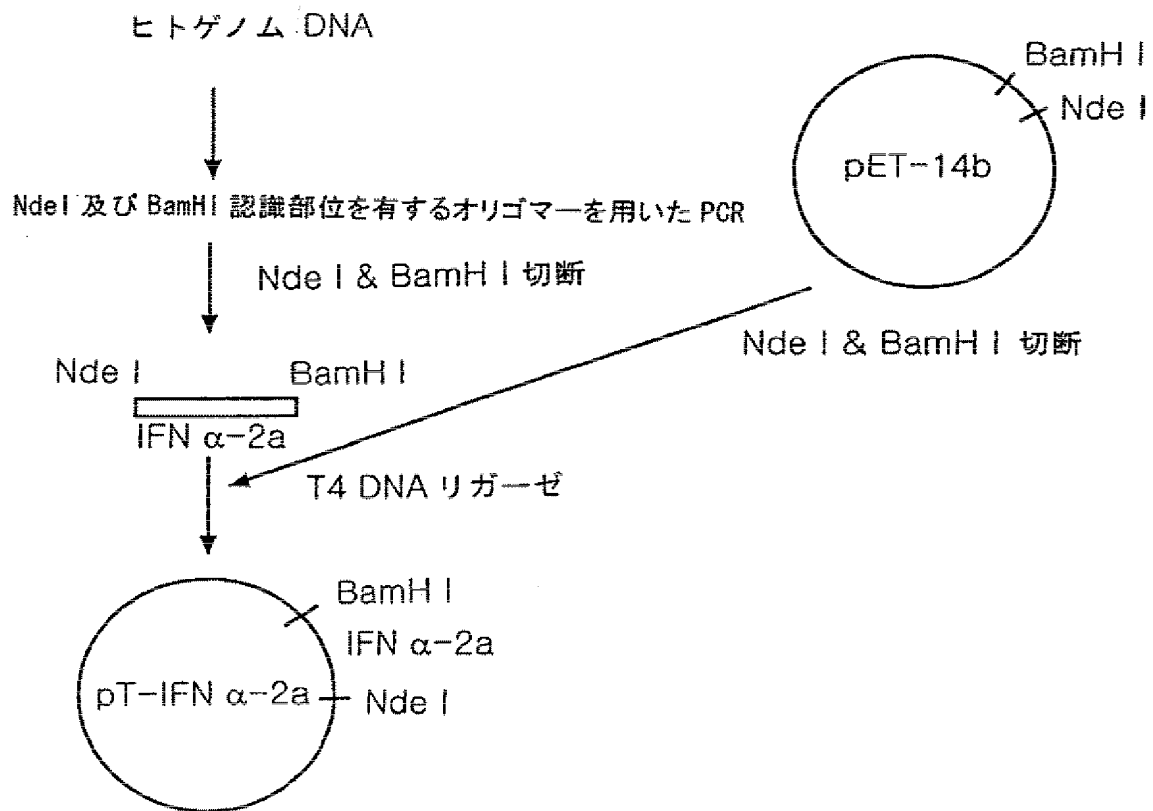 ヒトゲノム DNA
BamH I
Nde I
pET-14b
NdeI 及び BamHI 認識部位を有するオリゴマーを用いた PCR
Nde I & BamH I 切断
Nde I & BamH I 切断
Nde I
BamH I
IFN α-2a
T4 DNA リガーゼ
BamH I
IFN α-2a
pT-IFN α-2a
Nde I